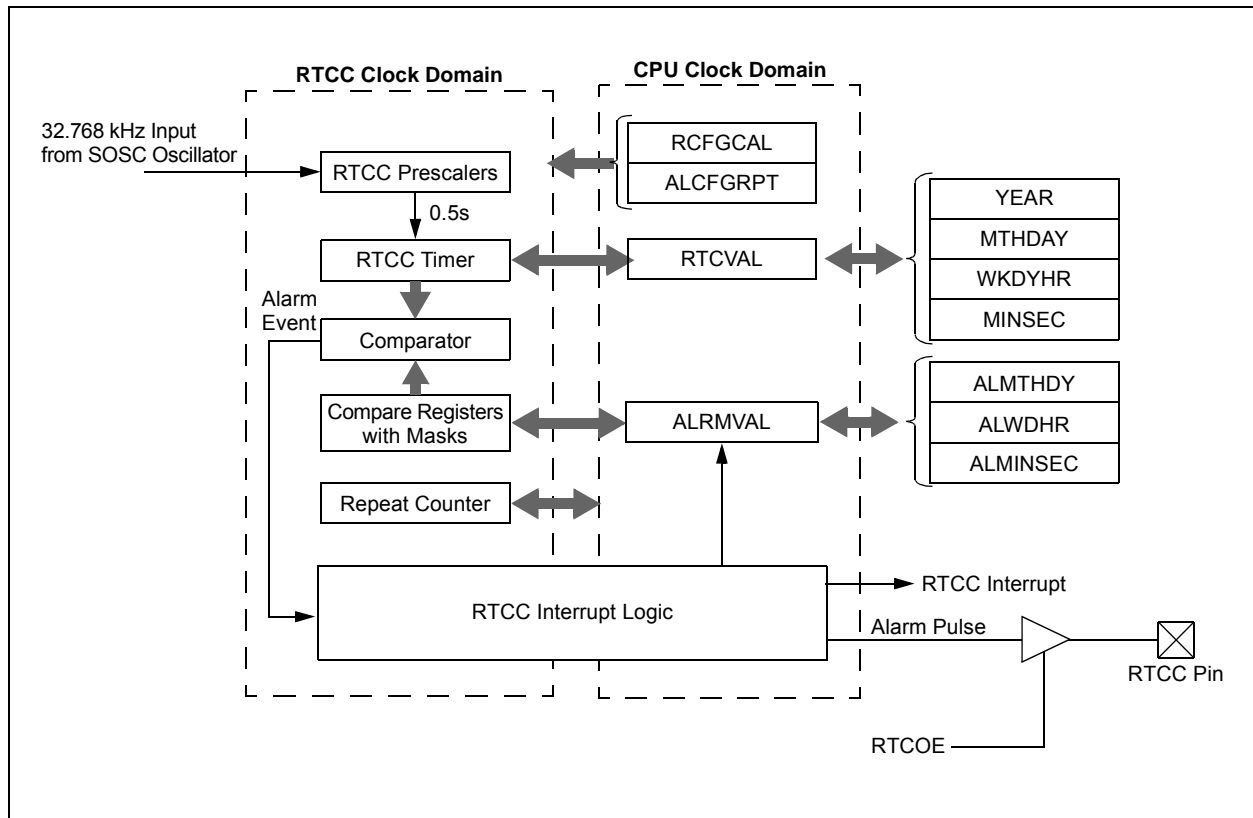 RTCC Clock Domain
CPU Clock Domain
32.768 kHz Input
from SOSC Oscillator
RTCC Prescalers
RCFGCAL
ALCFGRPT
0.5s
YEAR
MTHDAY
WKDYHR
MINSEC
RTCC Timer
RTCVAL
Alarm
Event
Comparator
Compare Registers
with Masks
ALRMVAL
ALMTHDY
ALWDHR
ALMINSEC
Repeat Counter
RTCC Interrupt Logic
RTCC Interrupt
Alarm Pulse
RTCC Pin
RTCOE